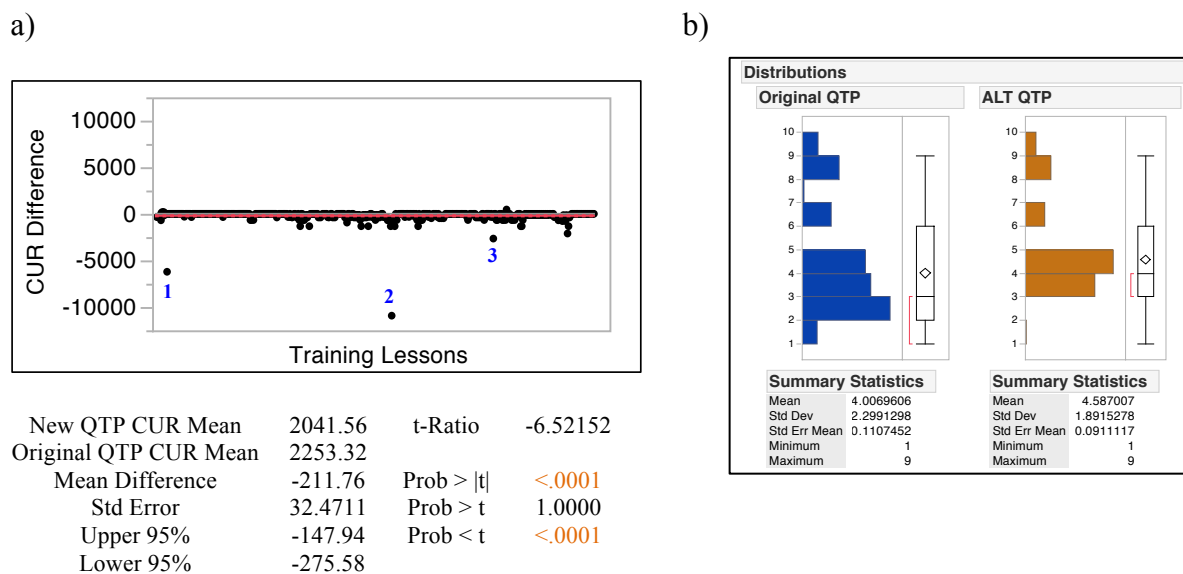 a)
b)
10000
5000
0
-5000
-10000
CUR Difference
1
2
3
Training Lessons
New QTP CUR Mean 2041.56 t-Ratio -6.52152
Original QTP CUR Mean 2253.32
Mean Difference -211.76 Prob > |t| <.0001
Std Error 32.4711 Prob > t 1.0000
Upper 95% -147.94 Prob < t <.0001
Lower 95% -275.58
Distributions
Original QTP
10
9
8
7
6
5
4
3
2
1
Summary Statistics
Mean 4.0069606
Std Dev 2.2991298
Std Err Mean 0.1107452
Minimum 1
Maximum 9
ALT QTP
10
9
8
7
6
5
4
3
2
1
Summary Statistics
Mean 4.587007
Std Dev 1.8915278
Std Err Mean 0.0911117
Minimum 1
Maximum 9